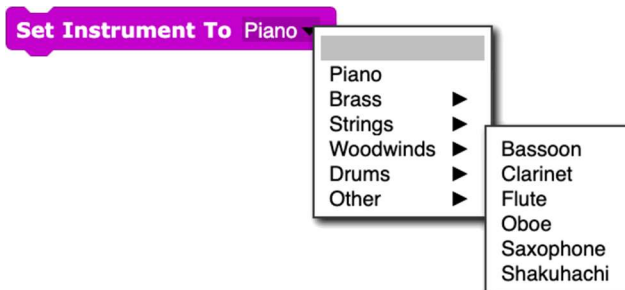 Set Instrument To Piano
Piano
Brass
Strings
Woodwinds
Drums
Other
Bassoon
Clarinet
Flute
Oboe
Saxophone
Shakuhachi